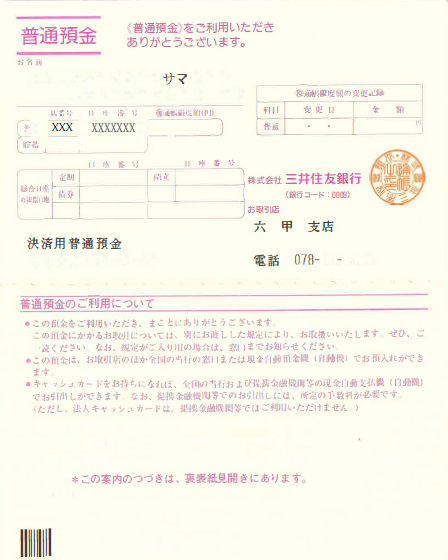 普通預金
《普通預金》をご利用いただき
ありがとうございます。
お名前
サマ
店番号 口座番号 通帳限度額(円)
XXX XXXXXXX
通帳限度額の変更記録
科目 変更日 金額
普通 ・ ・ 円
口座番号 口座番号
総合口座 定期 積立
債券
株式会社 三井住友銀行
(銀行コード:0009)
お取引店
六甲 支店
決済用普通預金
電話 078- -
普通預金のご利用について
●この預金をご利用いただき、まことにありがとうございます。
この預金にかかるお取引については、別にお渡しした規定により、お取扱いいたします。ぜひ、ご
一読ください。なお、規定がご入り用の場合は、窓口までお知らせください。
●この預金は、お取引店のほか全国の当行の窓口または現金自動預金機(自動機)でお預入れができ
ます。
●キャッシュカードをお持ちになれば、全国の当行および提携金融機関等の現金自動支払機(自動機)
でお引出しができます。なお、提携金融機関等でのお引出しには、所定の手数料が必要です。
(ただし、法人キャッシュカードは、提携金融機関等ではご利用いただけません。)
*この案内のつづきは、裏表紙見開きにあります。